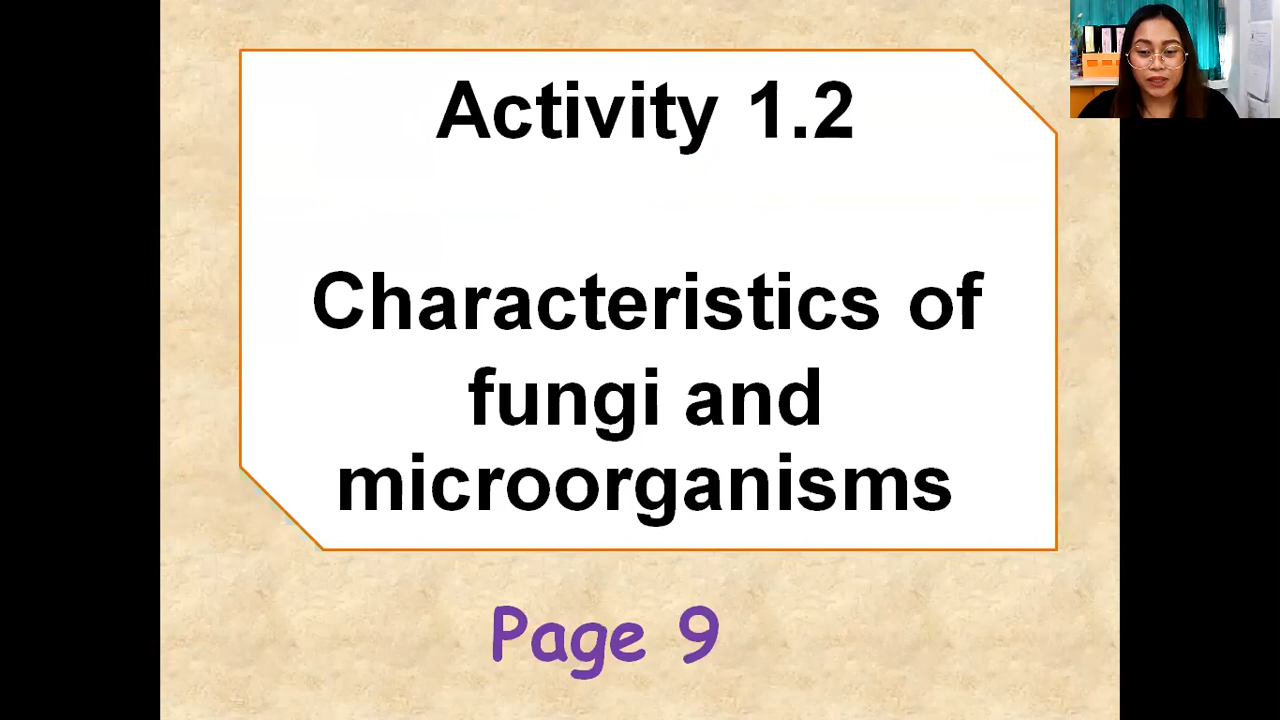 Activity 1.2
Characteristics of
fungi and
microorganisms
Page 9